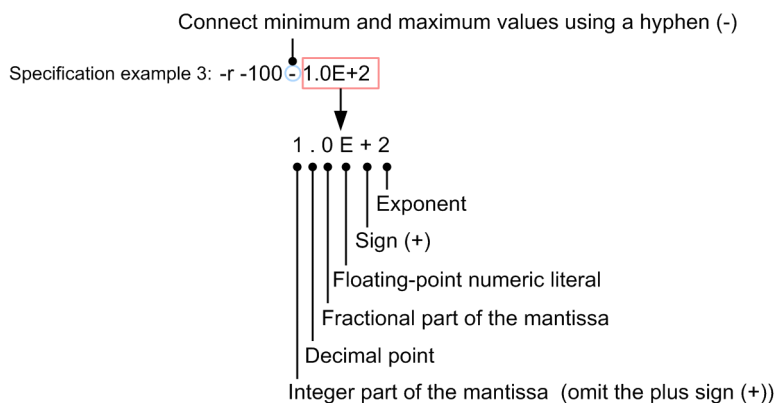 Connect minimum and maximum values using a hyphen (-)
Specification example 3: -r -100 - 1.0E+2
1 . 0 E + 2
Exponent
Sign (+)
Floating-point numeric literal
Fractional part of the mantissa
Decimal point
Integer part of the mantissa (omit the plus sign (+))